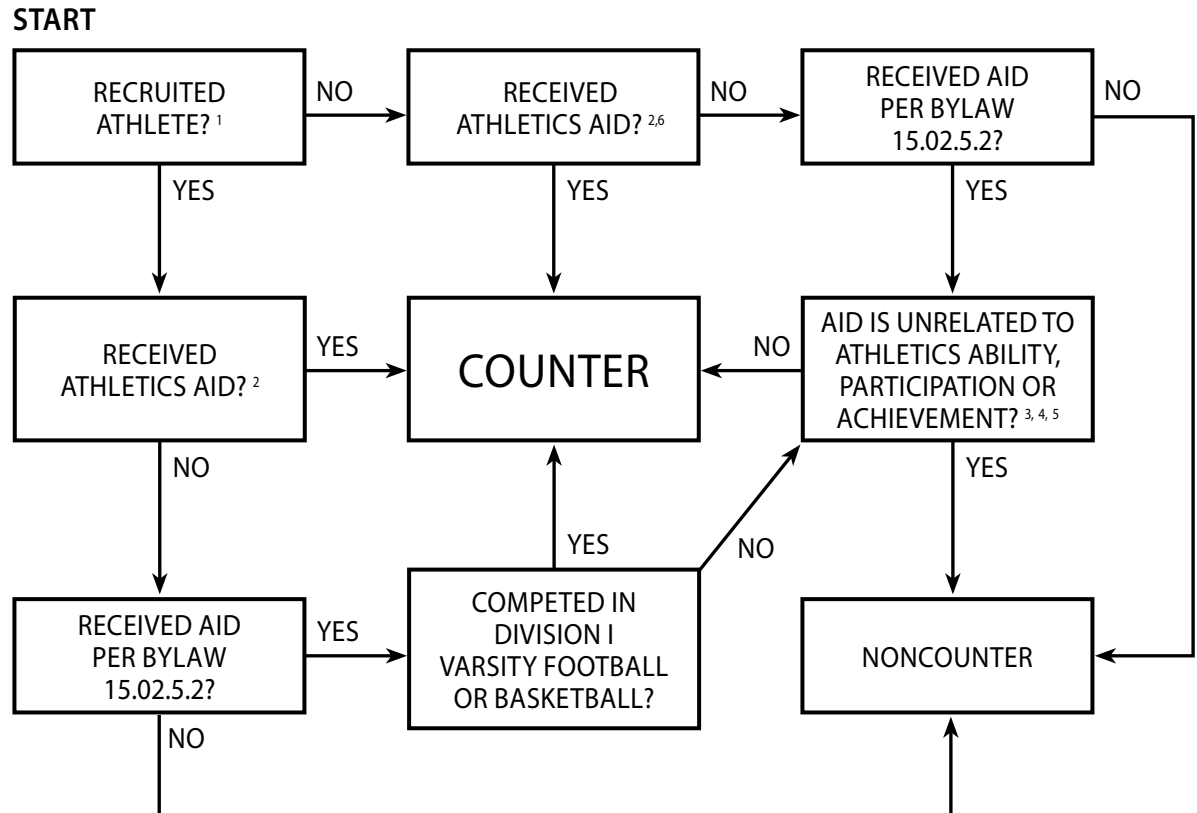 START
RECRUITED
ATHLETE? 1
NO
RECEIVED
ATHLETICS AID? 2,6
NO
RECEIVED AID
PER BYLAW
15.02.5.2?
NO
YES
YES
YES
RECEIVED
ATHLETICS AID? 2
YES
COUNTER
NO
AID IS UNRELATED TO
ATHLETICS ABILITY,
PARTICIPATION OR
ACHIEVEMENT? 3, 4, 5
NO
YES
YES
NO
RECEIVED AID
PER BYLAW
15.02.5.2?
YES
COMPETED IN
DIVISION I
VARSITY FOOTBALL
OR BASKETBALL?
NONCOUNTER
NO